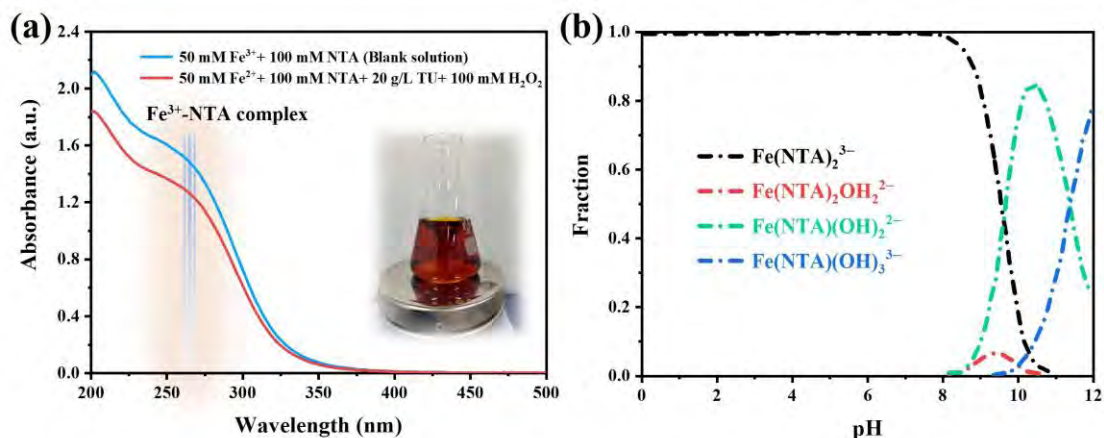 (a)
50 mM Fe³⁺+ 100 mM NTA (Blank solution)
50 mM Fe²⁺+ 100 mM NTA+ 20 g/L TU+ 100 mM H₂O₂
Fe³⁺-NTA complex
2.4
2.0
1.6
1.2
0.8
0.4
0.0
Absorbance (a.u.)
200 250 300 350 400 450 500
Wavelength (nm)
(b)
1.0
0.8
0.6
0.4
0.2
0.0
Fraction
Fe(NTA)₂³⁻
Fe(NTA)₂OH₂²⁻
Fe(NTA)(OH)₂²⁻
Fe(NTA)(OH)₃³⁻
0 2 4 6 8 10 12
pH